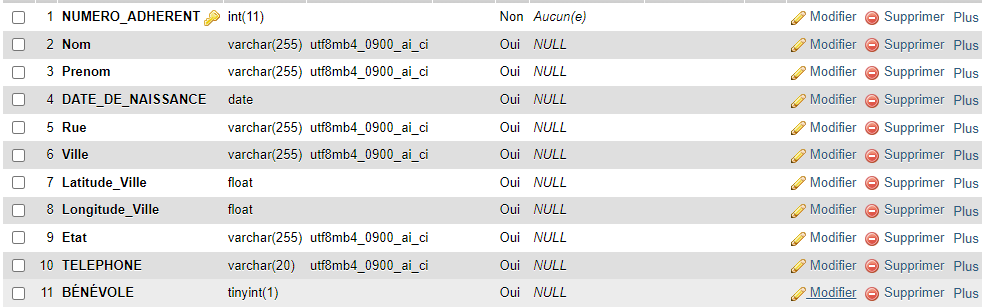 1 NUMERO_ADHERENT int(11) Non Aucun(e) Modifier Supprimer Plus
2 Nom varchar(255) utf8mb4_0900_ai_ci Oui NULL Modifier Supprimer Plus
3 Prenom varchar(255) utf8mb4_0900_ai_ci Oui NULL Modifier Supprimer Plus
4 DATE_DE_NAISSANCE date Oui NULL Modifier Supprimer Plus
5 Rue varchar(255) utf8mb4_0900_ai_ci Oui NULL Modifier Supprimer Plus
6 Ville varchar(255) utf8mb4_0900_ai_ci Oui NULL Modifier Supprimer Plus
7 Latitude_Ville float Oui NULL Modifier Supprimer Plus
8 Longitude_Ville float Oui NULL Modifier Supprimer Plus
9 Etat varchar(255) utf8mb4_0900_ai_ci Oui NULL Modifier Supprimer Plus
10 TELEPHONE varchar(20) utf8mb4_0900_ai_ci Oui NULL Modifier Supprimer Plus
11 BÉNÉVOLE tinyint(1) Oui NULL Modifier Supprimer Plus